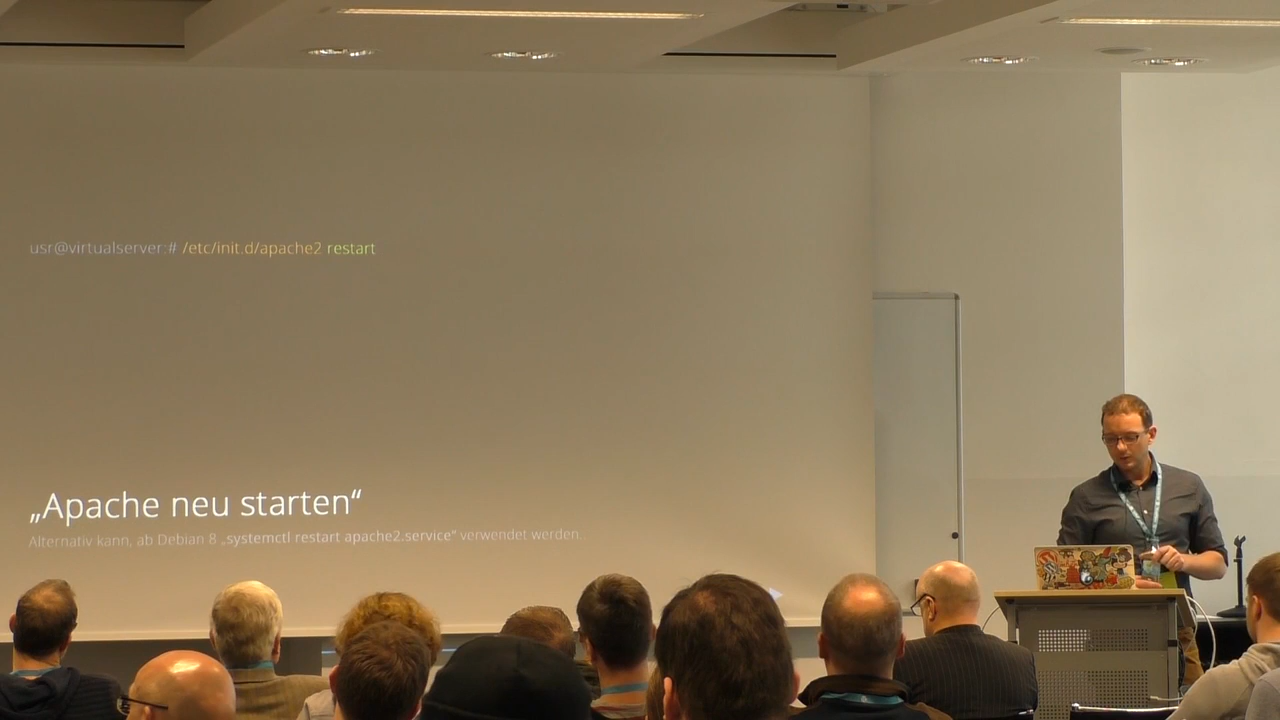 usr@virtualserver:# /etc/init.d/apache2 restart
„Apache neu starten“
Alternativ kann, ab Debian 8 „systemctl restart apache2.service“ verwendet werden.